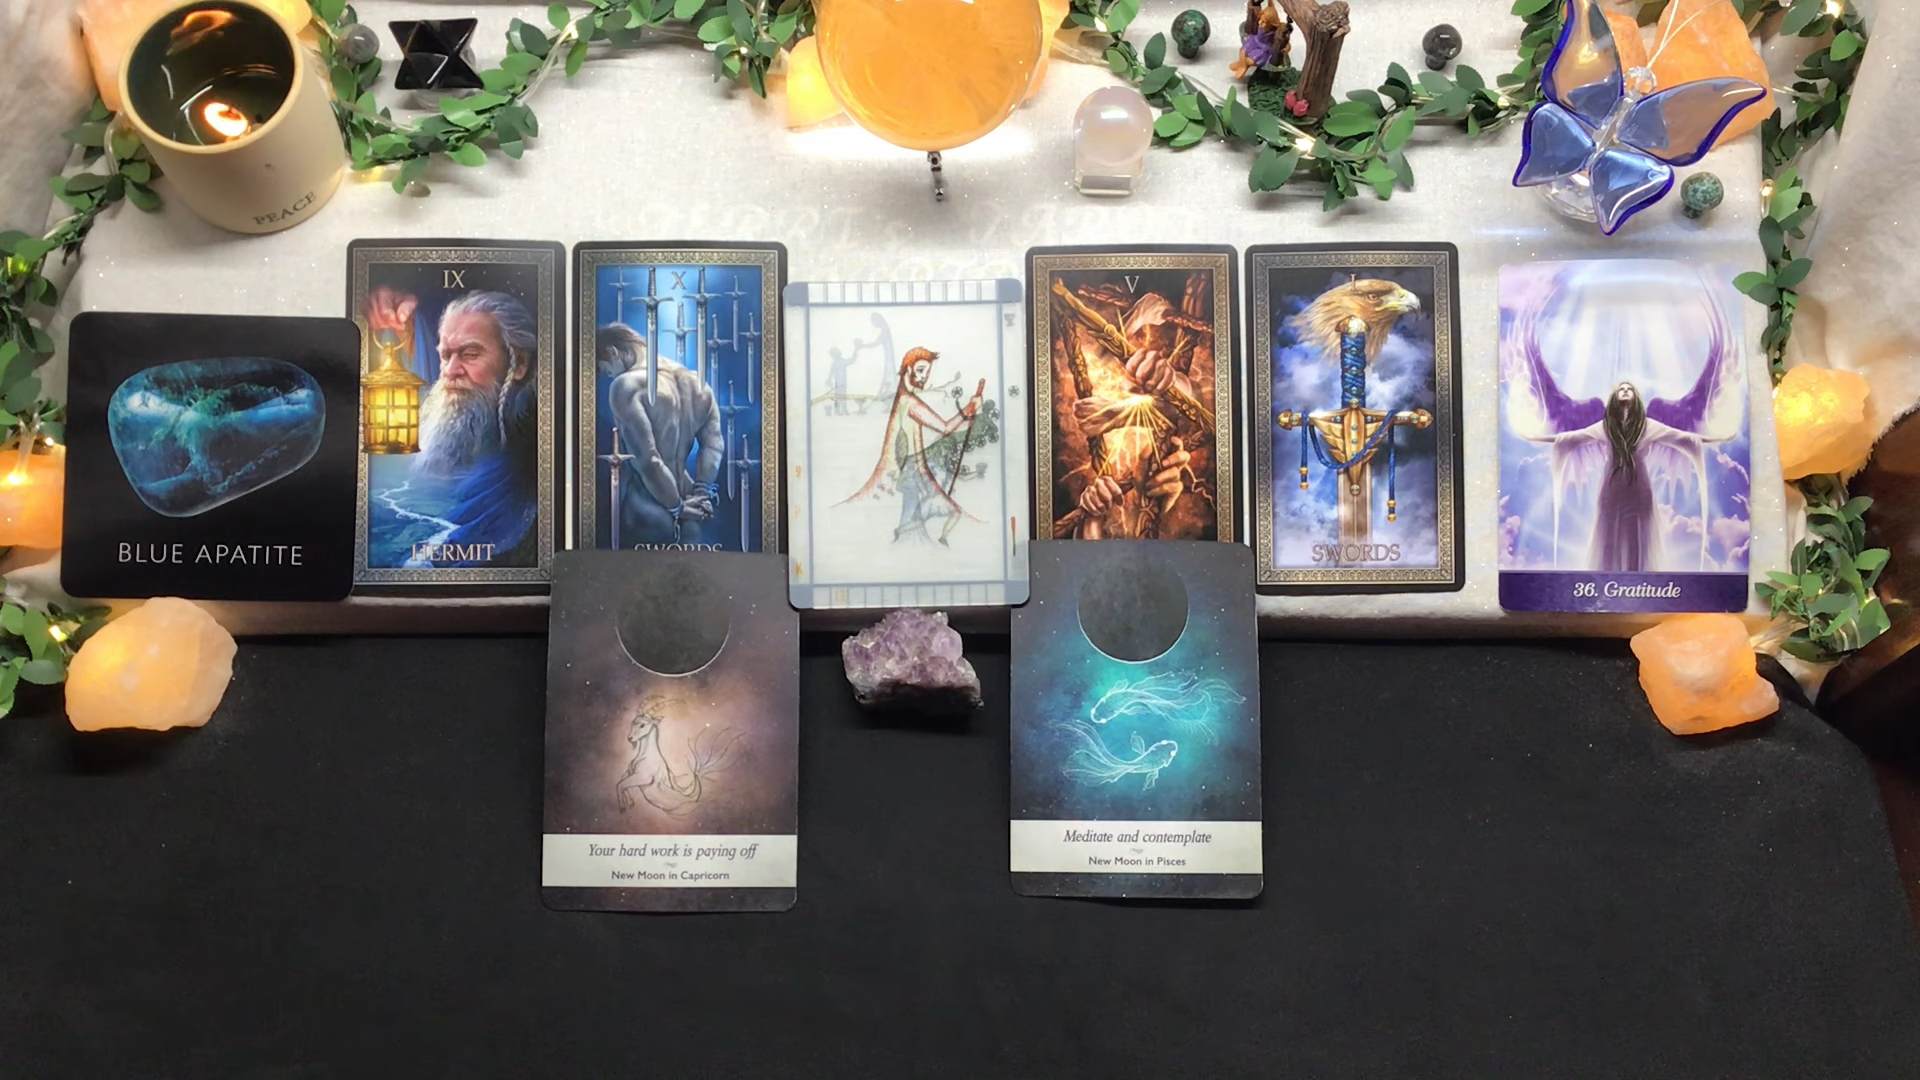 PEACE
IX
HERMIT
X
SWORDS
V
I
SWORDS
BLUE APATITE
36. Gratitude
Your hard work is paying off
New Moon in Capricorn
Meditate and contemplate
New Moon in Pisces